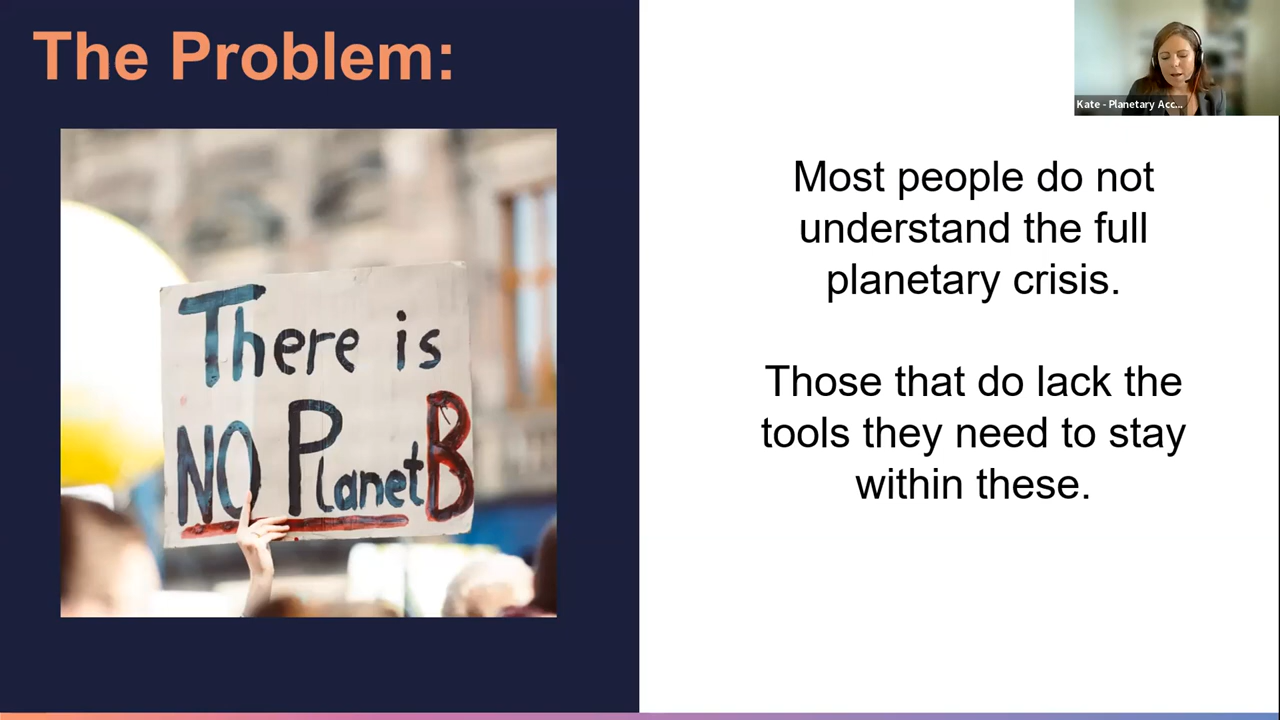 The Problem:
There is
NO Planet B
Kate - Planetary Acc...
Most people do not
understand the full
planetary crisis.
Those that do lack the
tools they need to stay
within these.